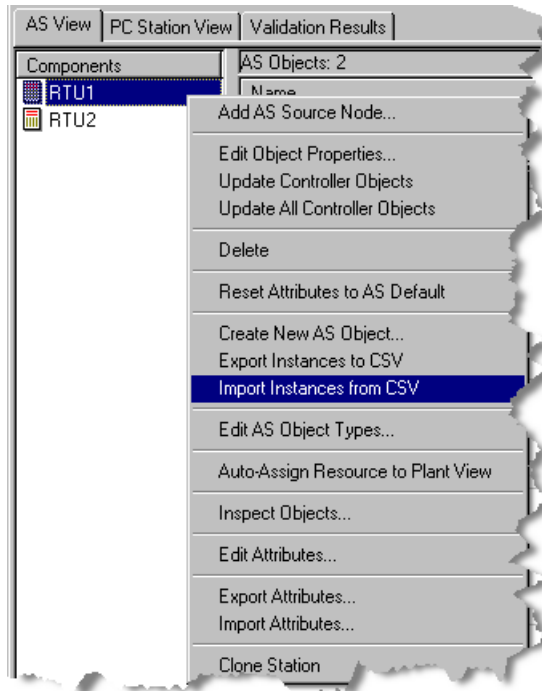 AS View PC Station View Validation Results
Components AS Objects: 2
RTU1 Name
RTU2
Add AS Source Node...
Edit Object Properties...
Update Controller Objects
Update All Controller Objects
Delete
Reset Attributes to AS Default
Create New AS Object...
Export Instances to CSV
Import Instances from CSV
Edit AS Object Types...
Auto-Assign Resource to Plant View
Inspect Objects...
Edit Attributes...
Export Attributes...
Import Attributes...
Clone Station